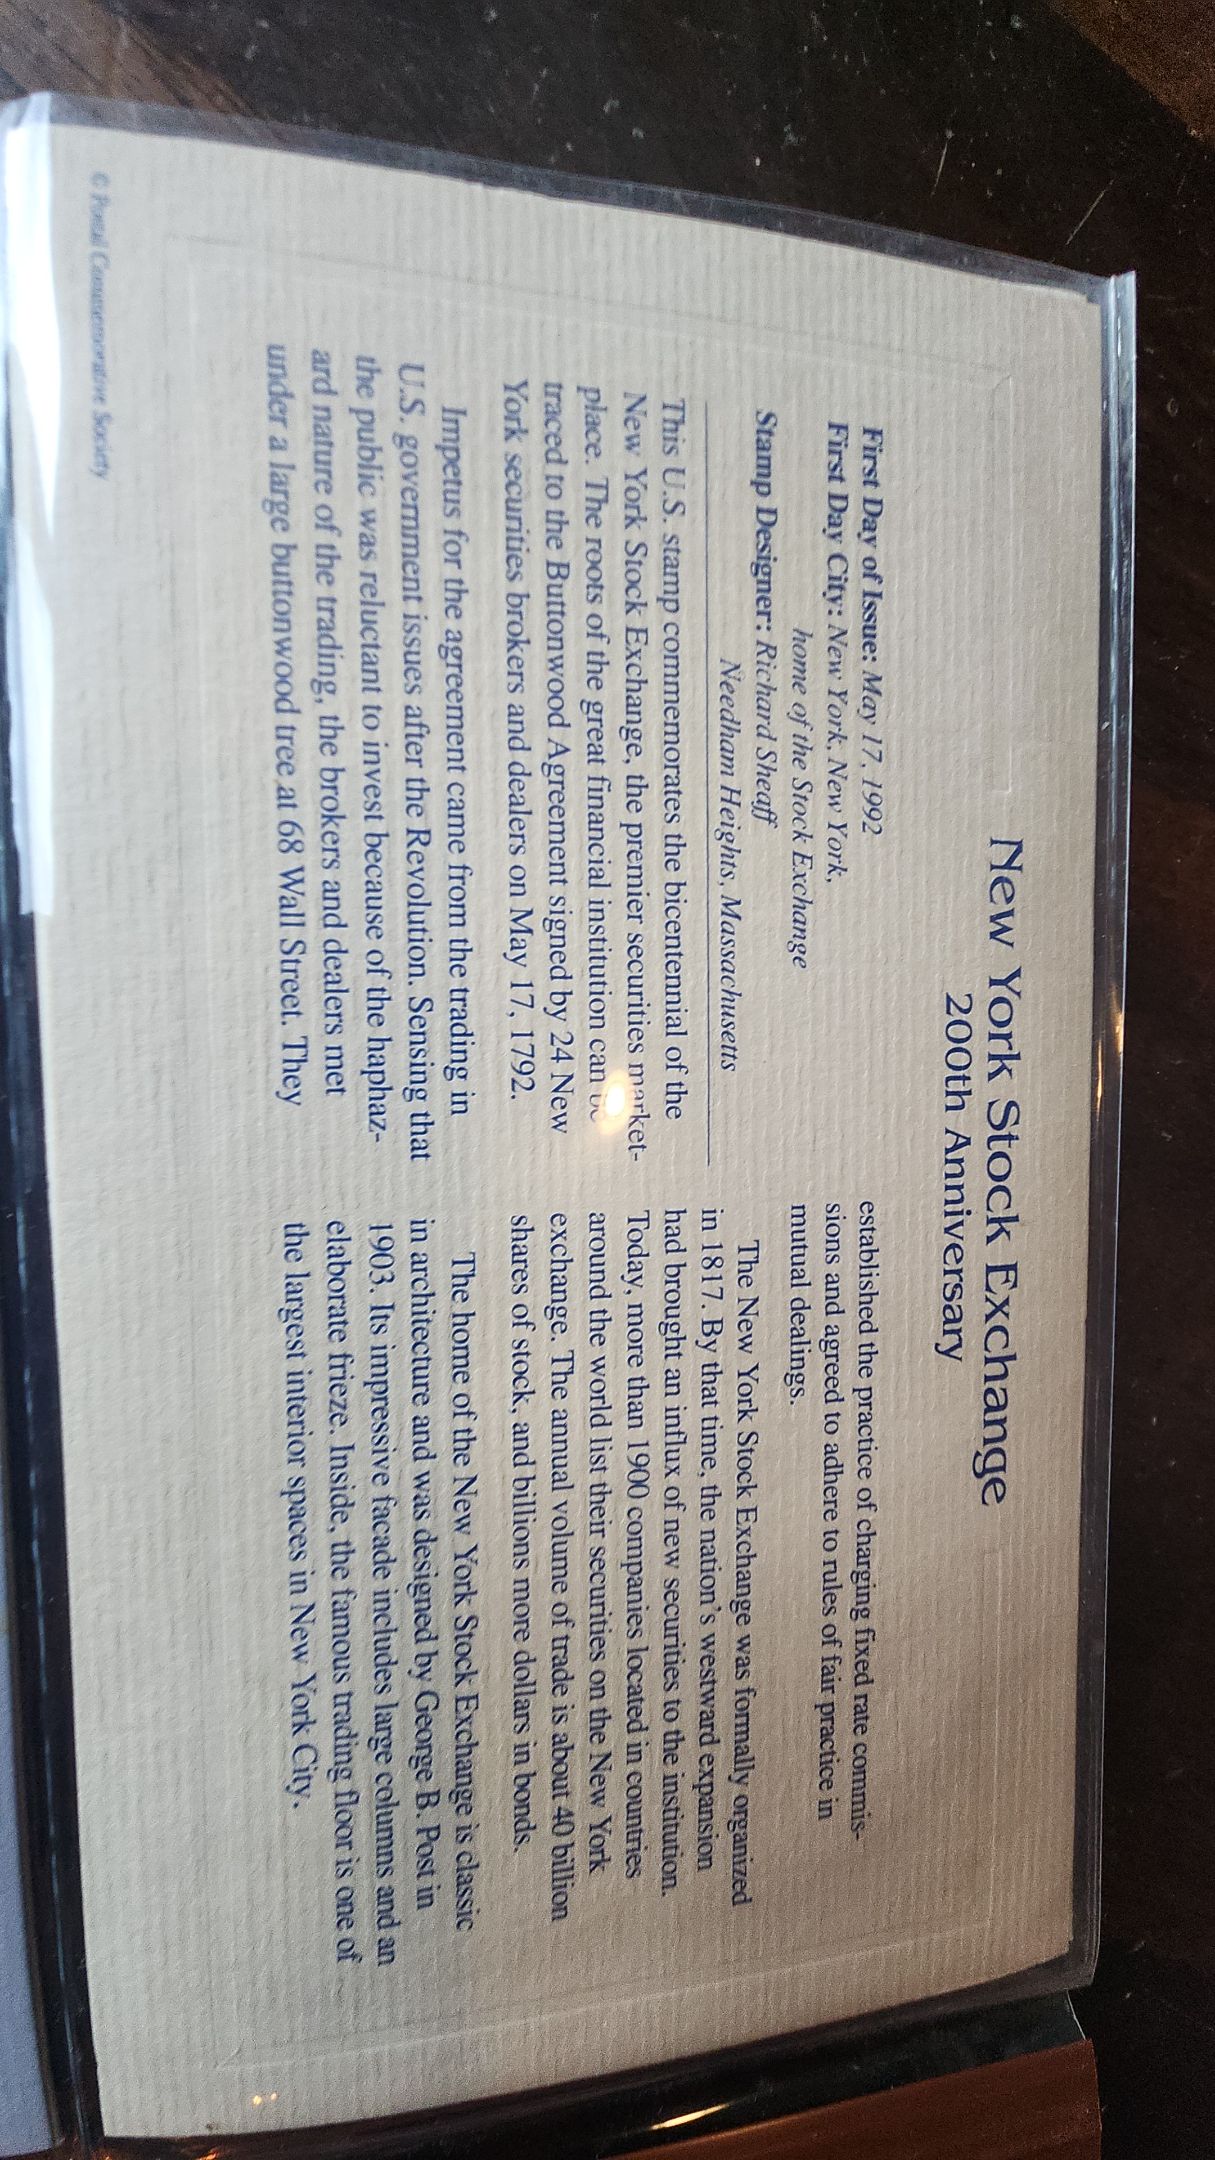 New York Stock Exchange
200th Anniversary
First Day of Issue: May 17, 1992
First Day City: New York, New York,
home of the Stock Exchange
Stamp Designer: Richard Sheaff
Needham Heights, Massachusetts
This U.S. stamp commemorates the bicentennial of the
New York Stock Exchange, the premier securities market-
place. The roots of the great financial institution can be
traced to the Buttonwood Agreement signed by 24 New
York securities brokers and dealers on May 17, 1792.
Impetus for the agreement came from the trading in
U.S. government issues after the Revolution. Sensing that
the public was reluctant to invest because of the haphaz-
ard nature of the trading, the brokers and dealers met
under a large buttonwood tree at 68 Wall Street. They
established the practice of charging fixed rate commis-
sions and agreed to adhere to rules of fair practice in
mutual dealings.
The New York Stock Exchange was formally organized
in 1817. By that time, the nation's westward expansion
had brought an influx of new securities to the institution.
Today, more than 1900 companies located in countries
around the world list their securities on the New York
exchange. The annual volume of trade is about 40 billion
shares of stock, and billions more dollars in bonds.
The home of the New York Stock Exchange is classic
in architecture and was designed by George B. Post in
1903. Its impressive facade includes large columns and an
elaborate frieze. Inside, the famous trading floor is one of
the largest interior spaces in New York City.
© Postal Commemorative Society